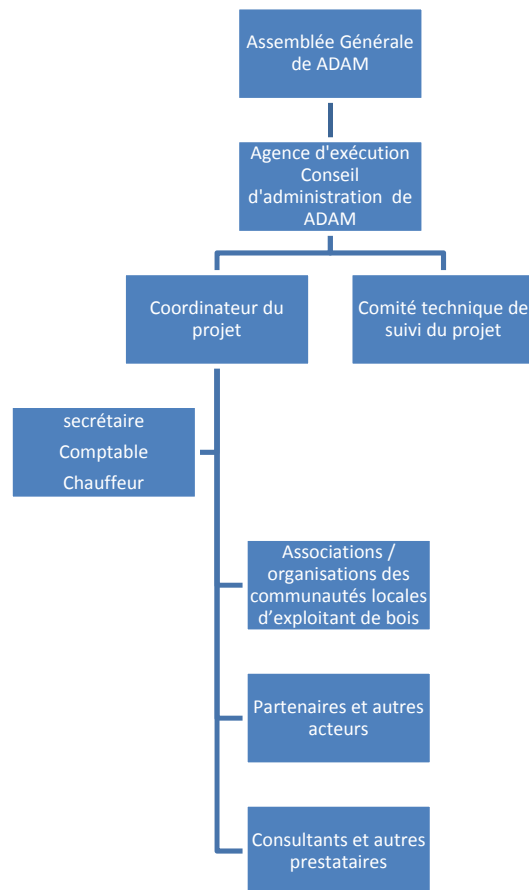 Assemblée Générale
de ADAM
Agence d'exécution
Conseil
d'administration de
ADAM
Coordinateur du
projet
Comité technique de
suivi du projet
secrétaire
Comptable
Chauffeur
Associations /
organisations des
communautés locales
d’exploitant de bois
Partenaires et autres
acteurs
Consultants et autres
prestataires